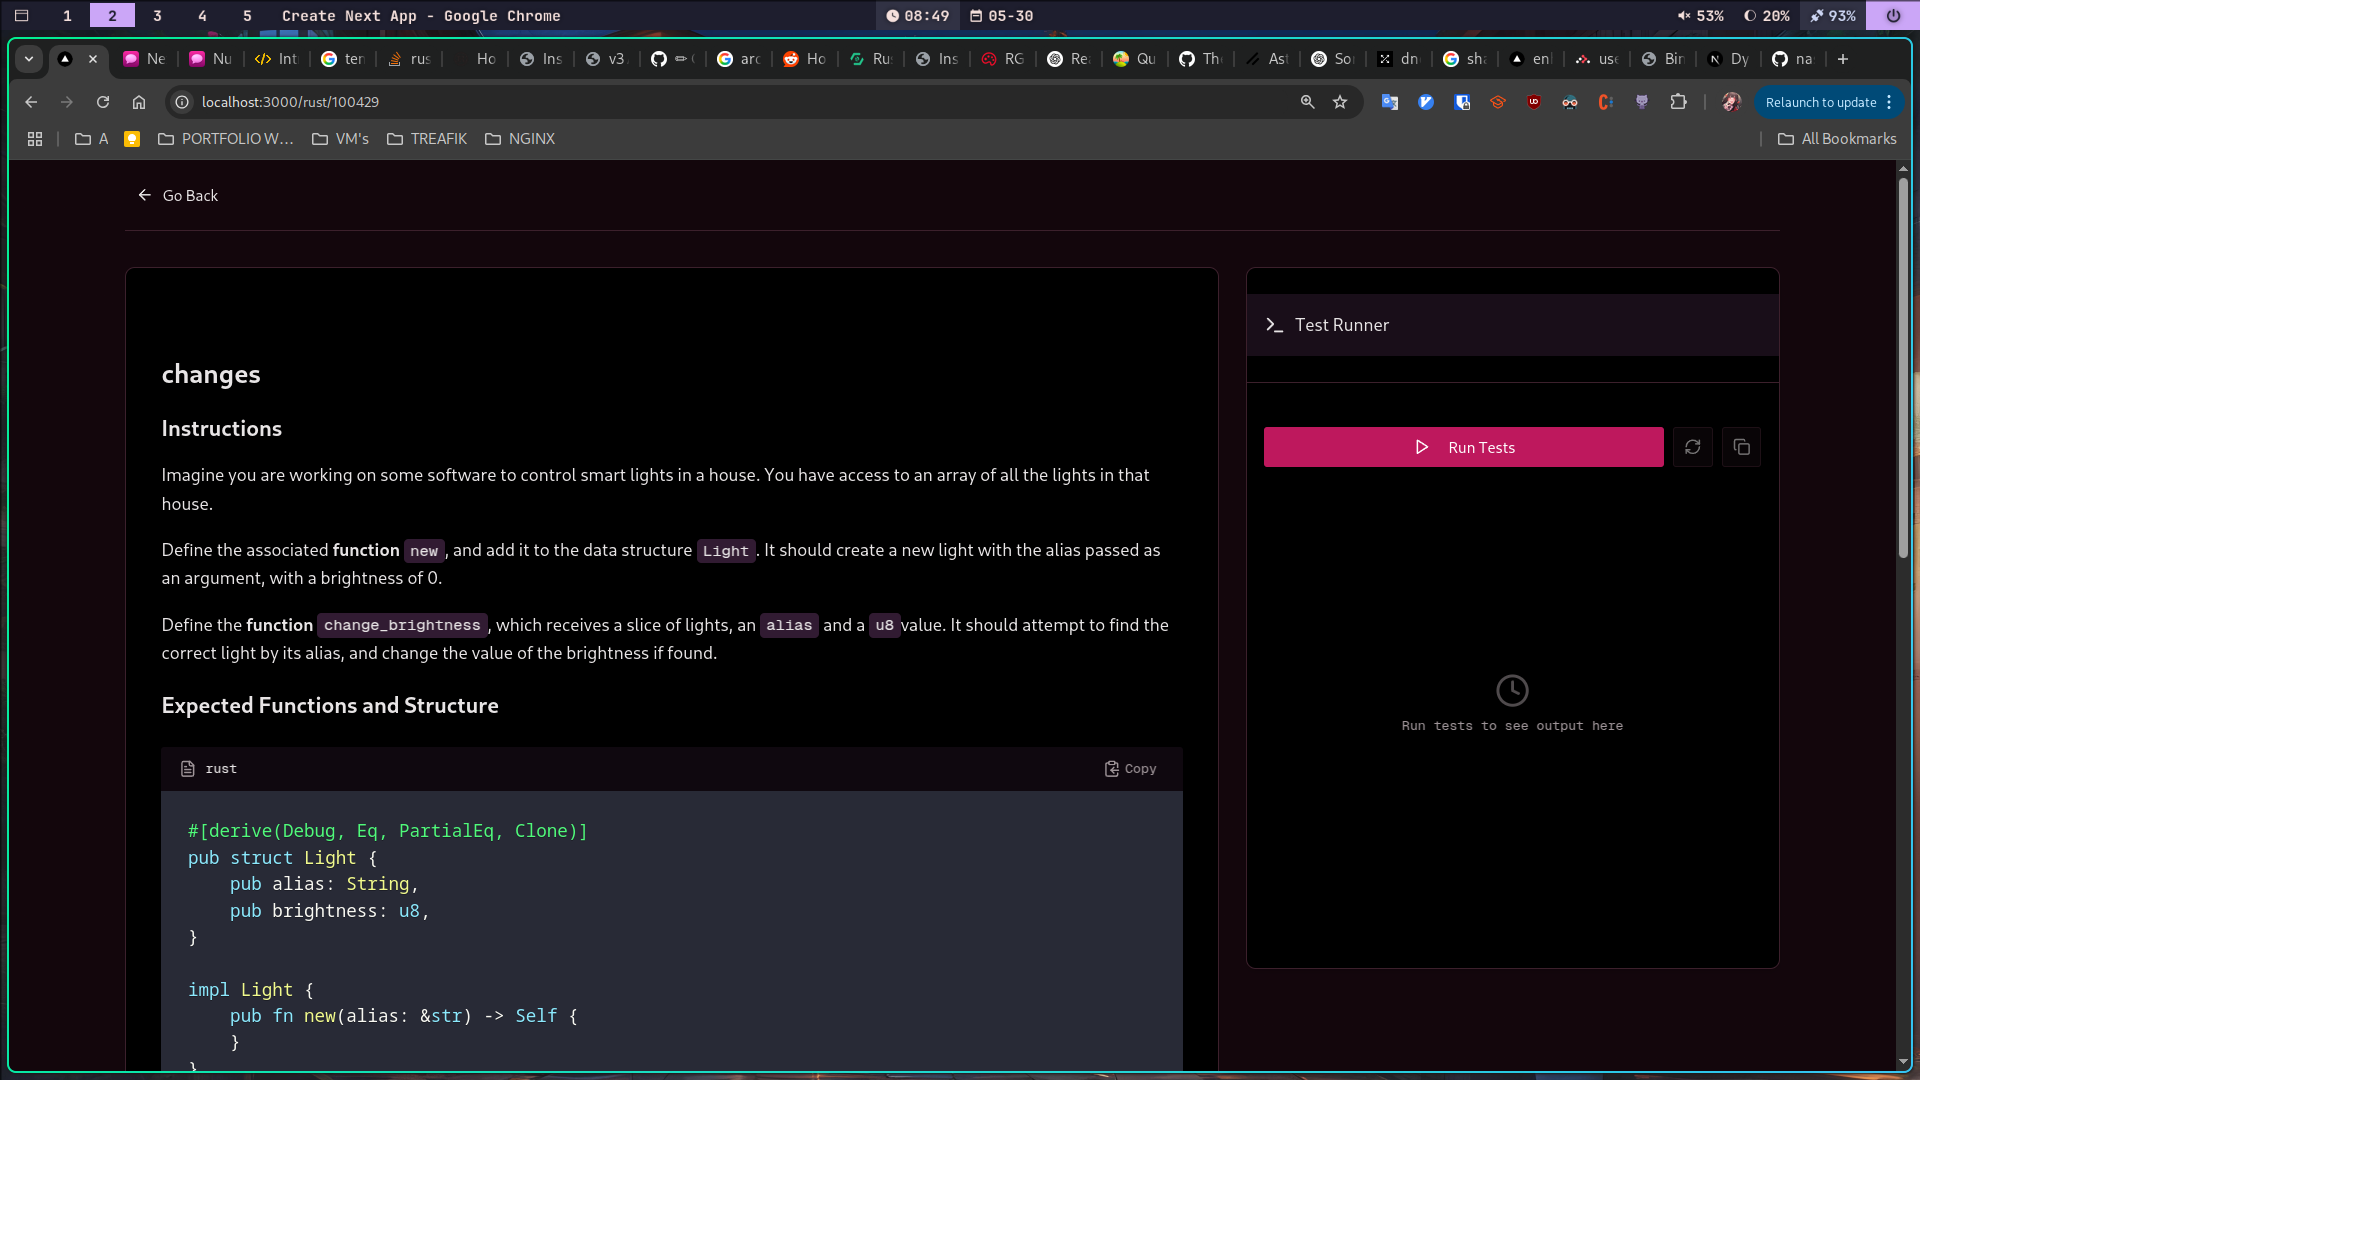 1 2 3 4 5 Create Next App - Google Chrome 08:49 05-30 53% 20% 93%
Ne Nu Int ten rus Ho Ins v3 arc Ho Rus Ins RG Rea Qu Th Ast So dn sha enl use Bin Dy na
localhost:3000/rust/100429 Relaunch to update
A PORTFOLIO W... VM's TREAFIK NGINX All Bookmarks
Go Back
Test Runner
Run Tests
Run tests to see output here
changes
Instructions
Imagine you are working on some software to control smart lights in a house. You have access to an array of all the lights in that
house.
Define the associated function new, and add it to the data structure Light. It should create a new light with the alias passed as
an argument, with a brightness of 0.
Define the function change_brightness, which receives a slice of lights, an alias and a u8value. It should attempt to find the
correct light by its alias, and change the value of the brightness if found.
Expected Functions and Structure
rust Copy
#[derive(Debug, Eq, PartialEq, Clone)]
pub struct Light {
    pub alias: String,
    pub brightness: u8,
}
impl Light {
    pub fn new(alias: &str) -> Self {
    }
}